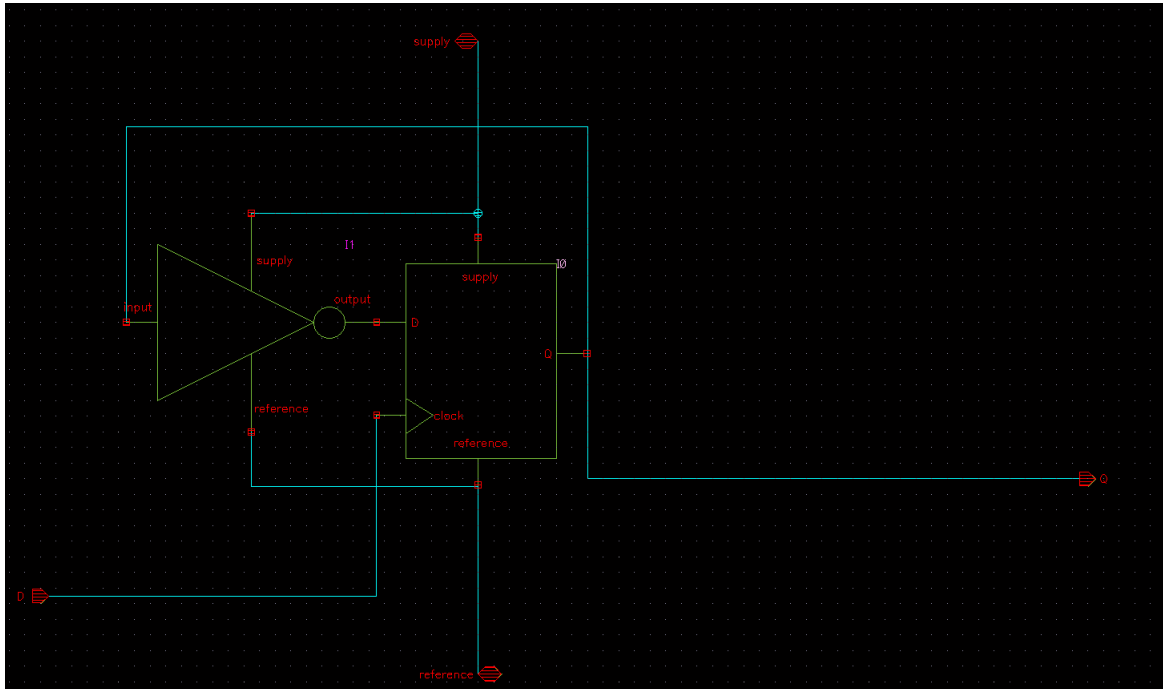 supply
I1
I0
supply
supply
input
output
D
Q
reference
clock
reference
Q
D
reference